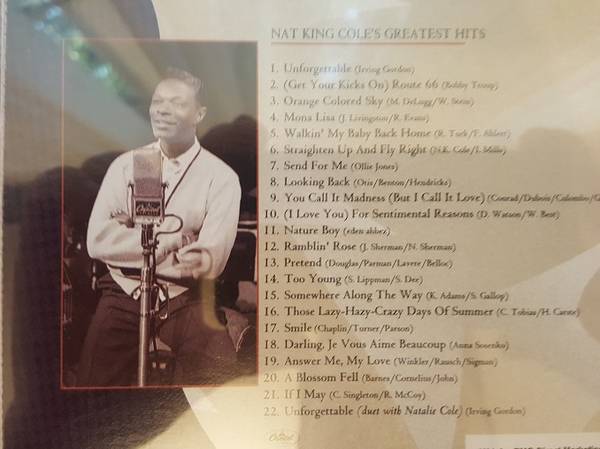 NAT KING COLE'S GREATEST HITS
1. Unforgettable (Irving Gordon)
2. (Get Your Kicks On) Route 66 (Bobby Troup)
3. Orange Colored Sky (M. DeLugg/W. Stein)
4. Mona Lisa (J. Livingston/R. Evans)
5. Walkin' My Baby Back Home (R. Turk/F. Ahlert)
6. Straighten Up And Fly Right (N.K. Cole/I. Mills)
7. Send For Me (Ollie Jones)
8. Looking Back (Otis/Benton/Hendricks)
9. You Call It Madness (But I Call It Love) (Conrad/Dubois/Columbo/G
10. (I Love You) For Sentimental Reasons (D. Watson/W. Best)
11. Nature Boy (eden ahbez)
12. Ramblin' Rose (J. Sherman/N. Sherman)
13. Pretend (Douglas/Parman/Lavere/Belloc)
14. Too Young (S. Lippman/S. Dee)
15. Somewhere Along The Way (K. Adams/S. Gallop)
16. Those Lazy-Hazy-Crazy Days Of Summer (C. Tobias/H. Carste)
17. Smile (Chaplin/Turner/Parson)
18. Darling, Je Vous Aime Beaucoup (Anna Sosenko)
19. Answer Me, My Love (Winkler/Rausch/Sigman)
20. A Blossom Fell (Barnes/Cornelius/John)
21. If I May (C. Singleton/R. McCoy)
22. Unforgettable (duet with Natalie Cole) (Irving Gordon)
Capitol